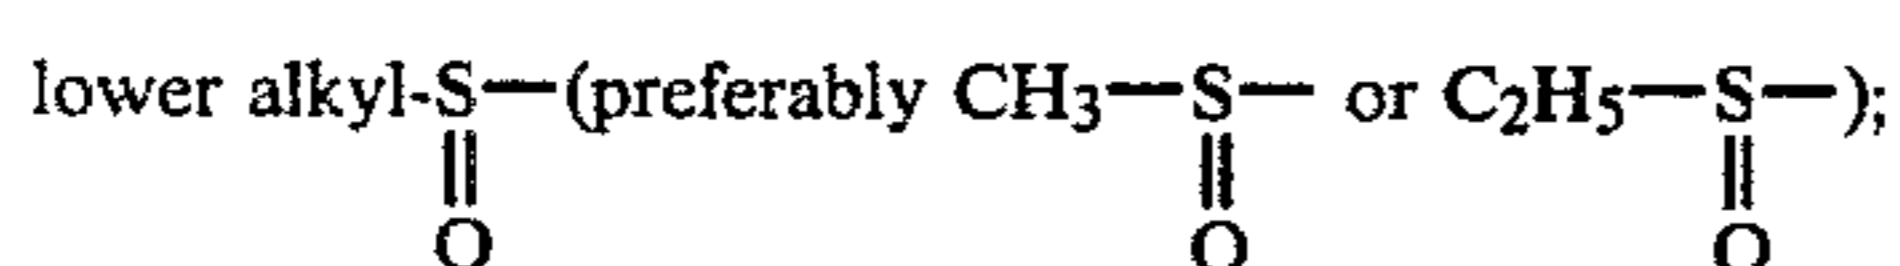 lower alkyl-S—(preferably CH3—S— or C2H5—S—);
O O O